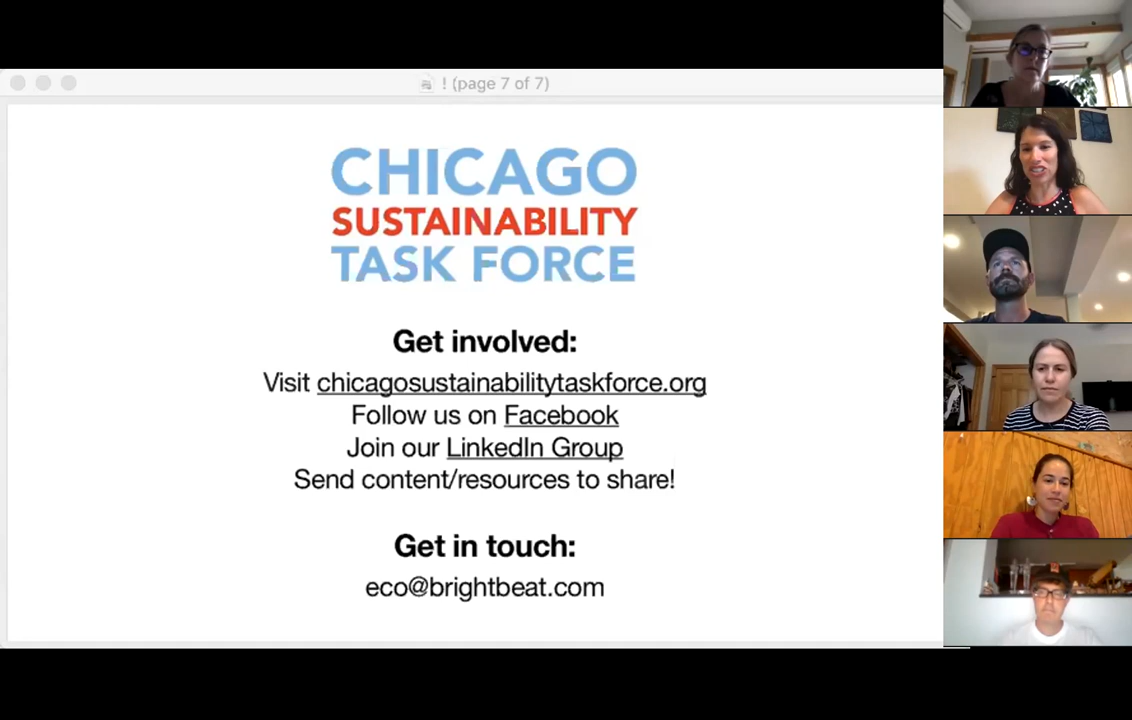 ! (page 7 of 7)
CHICAGO
SUSTAINABILITY
TASK FORCE
Get involved:
Visit chicagosustainabilitytaskforce.org
Follow us on Facebook
Join our LinkedIn Group
Send content/resources to share!
Get in touch:
eco@brightbeat.com